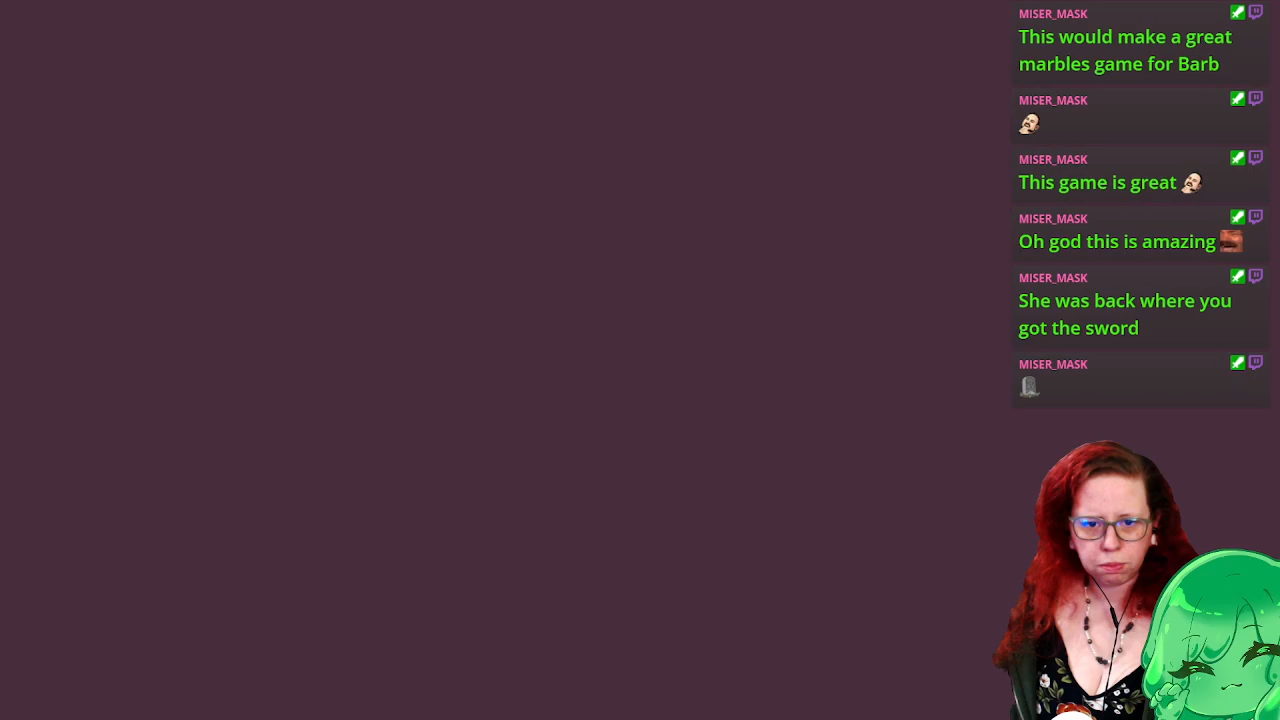 MISER_MASK
This would make a great
marbles game for Barb
MISER_MASK
MISER_MASK
This game is great
MISER_MASK
Oh god this is amazing
MISER_MASK
She was back where you
got the sword
MISER_MASK